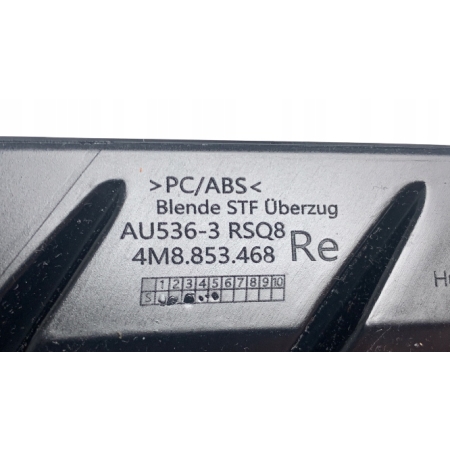 >PC/ABS<
Blende STF Überzug
AU536-3 RSQ8
4M8.853.468 Re
1 2 3 4 5 6 7 8 9 10
S